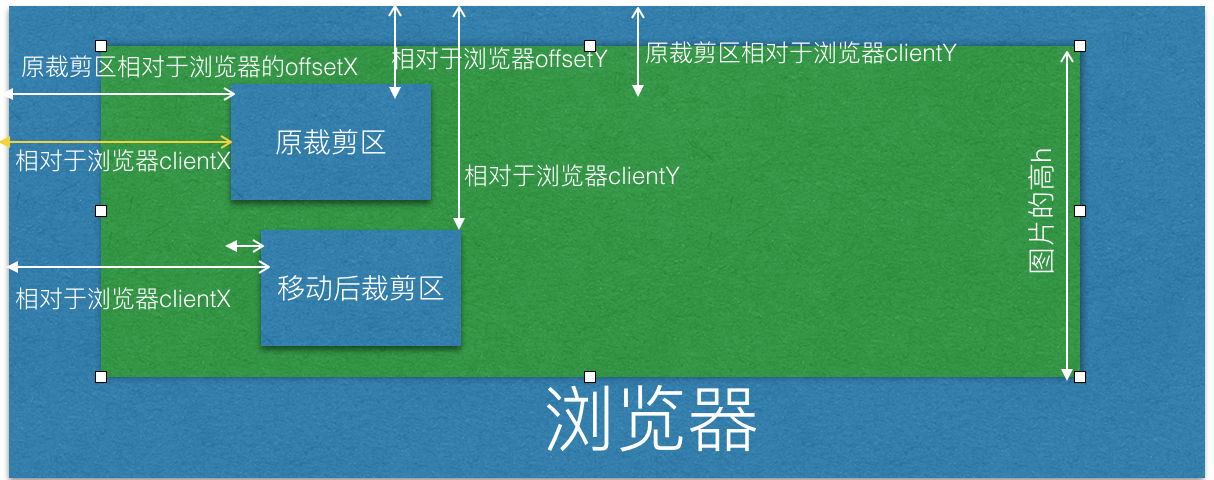 原裁剪区相对于浏览器的offsetX
相对于浏览器offsetY
原裁剪区相对于浏览器clientY
原裁剪区
相对于浏览器clientX
相对于浏览器clientY
图片的高h
移动后裁剪区
相对于浏览器clientX
浏览器